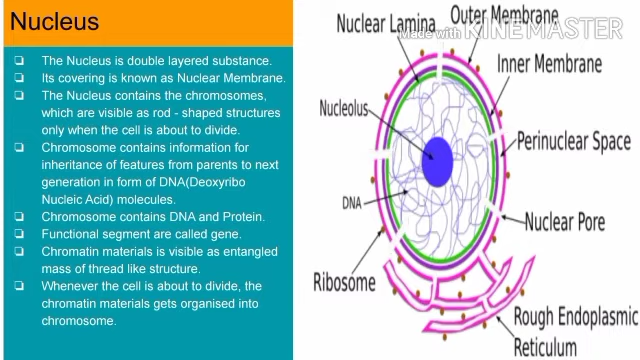 Nucleus
❏ The Nucleus is double layered substance.
❏ Its covering is known as Nuclear Membrane.
❏ The Nucleus contains the chromosomes,
which are visible as rod - shaped structures
only when the cell is about to divide.
❏ Chromosome contains information for
inheritance of features from parents to next
generation in form of DNA(Deoxyribo
Nucleic Acid) molecules.
❏ Chromosome contains DNA and Protein.
❏ Functional segment are called gene.
❏ Chromatin materials is visible as entangled
mass of thread like structure.
❏ Whenever the cell is about to divide, the
chromatin materials gets organised into
chromosome.
Nuclear Lamina
Outer Membrane
Made with KINEMASTER
Inner Membrane
Nucleolus
Perinuclear Space
DNA
Nuclear Pore
Ribosome
Rough Endoplasmic
Reticulum